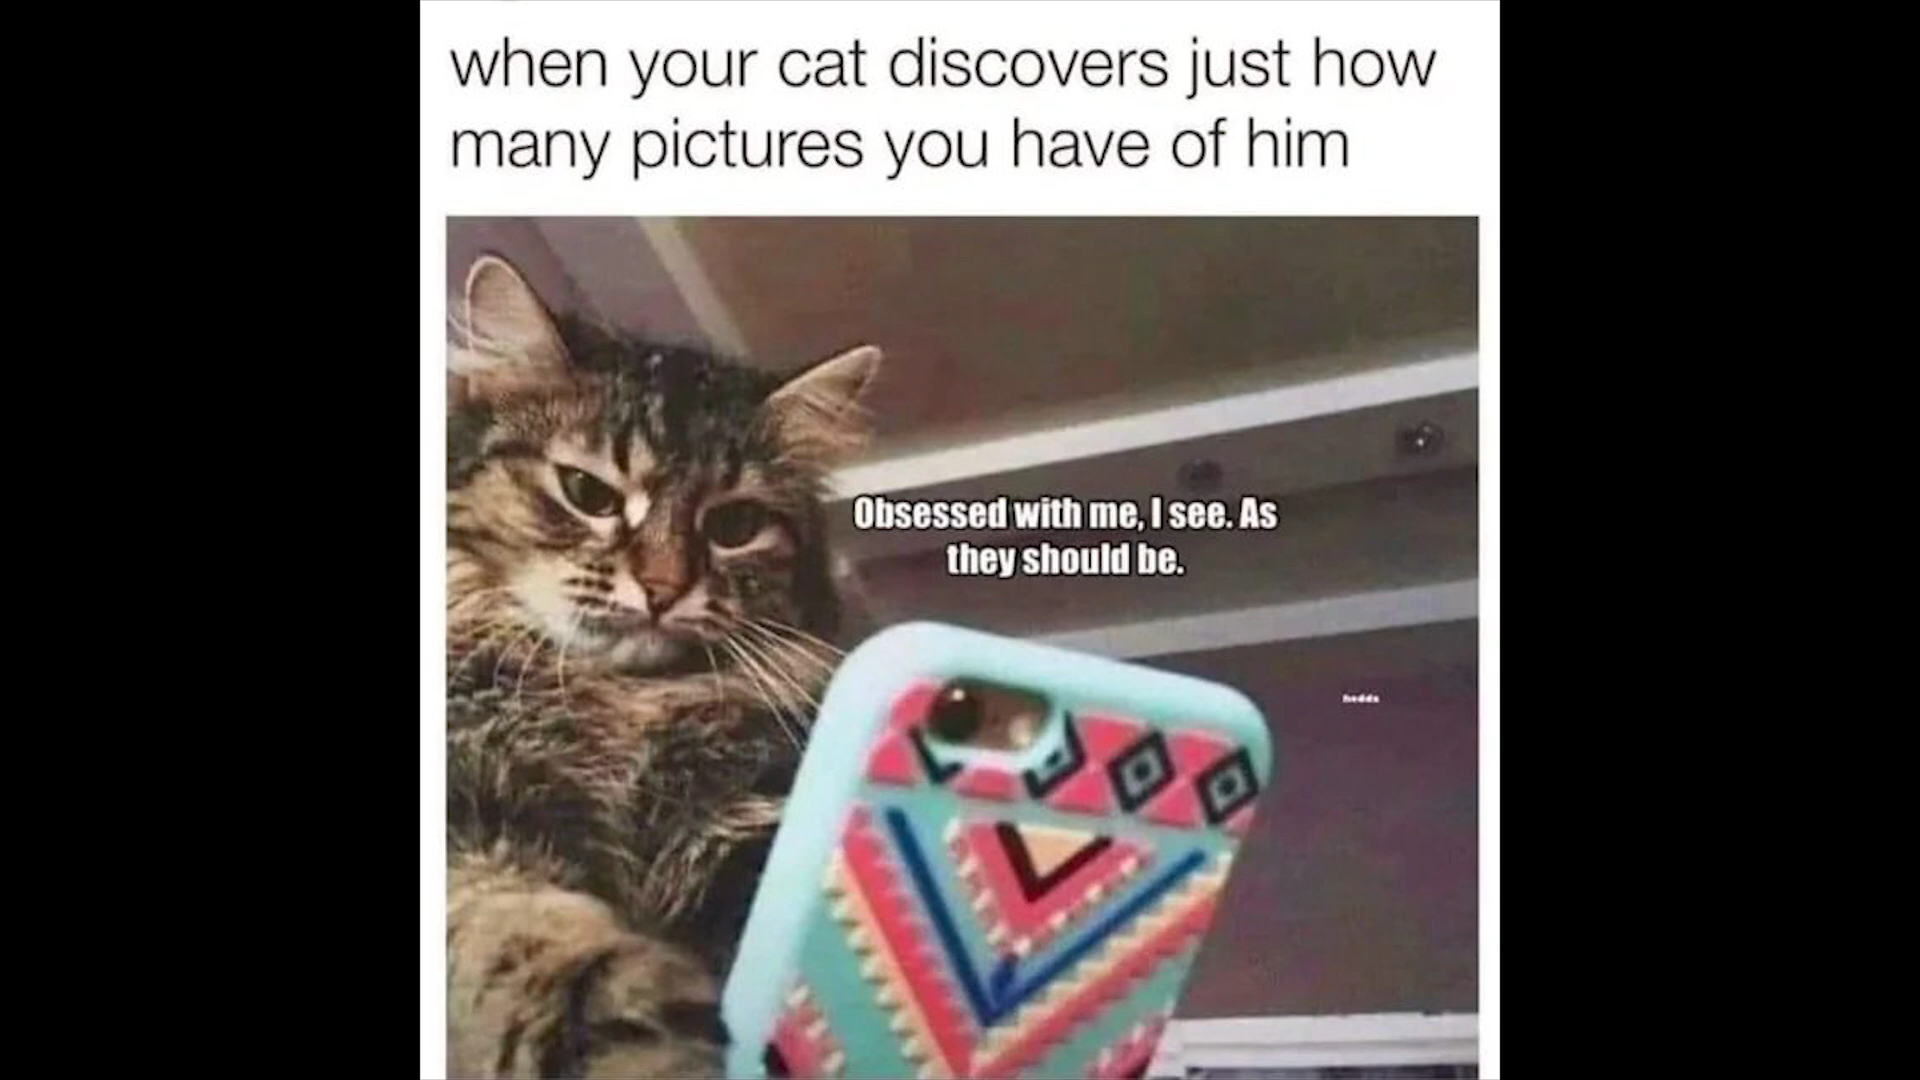 when your cat discovers just how
many pictures you have of him
Obsessed with me, I see. As
they should be.
hedds